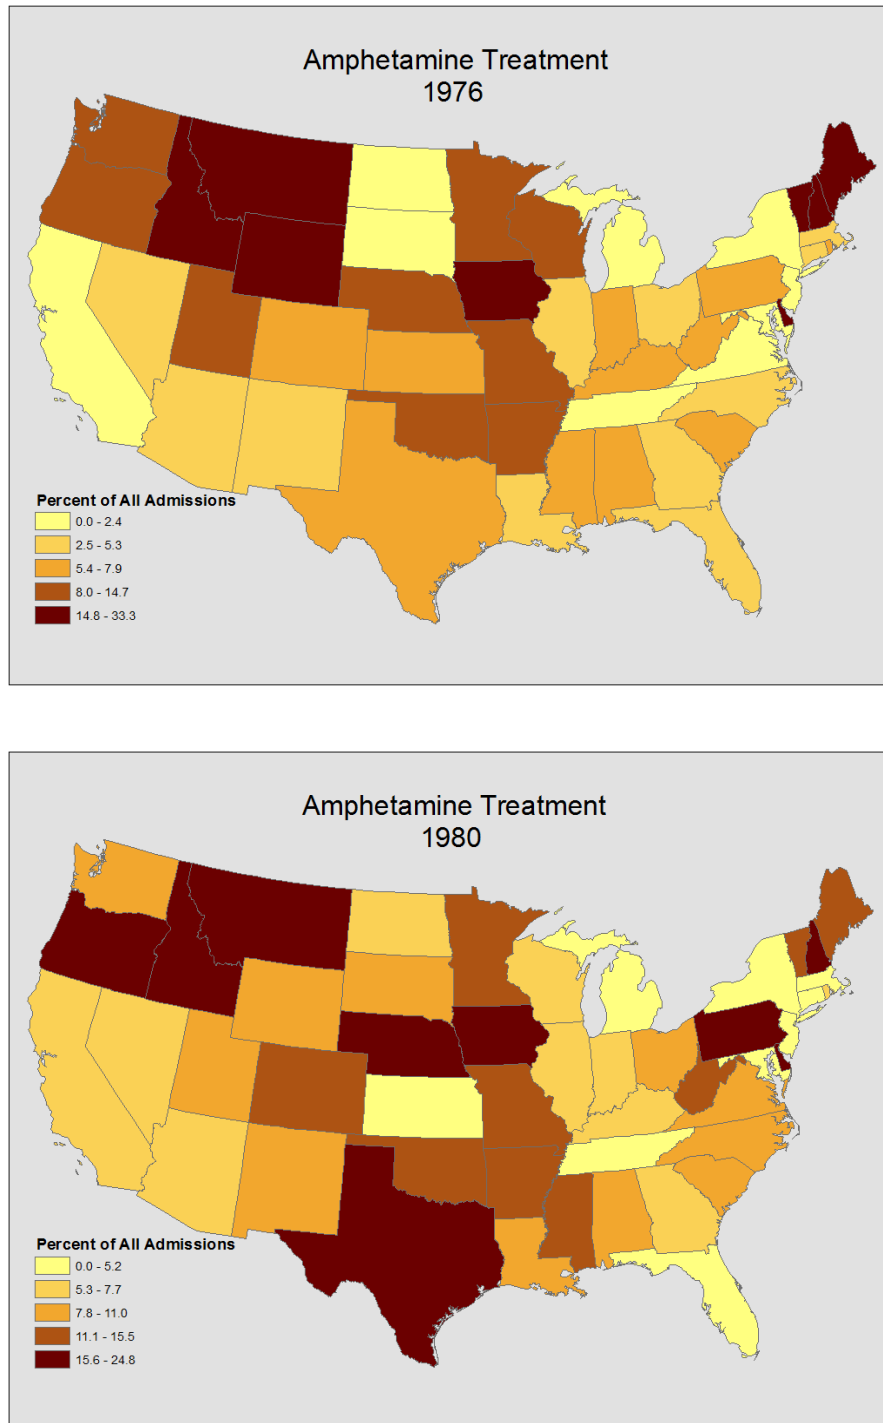 Amphetamine Treatment
1976
Percent of All Admissions
0.0 - 2.4
2.5 - 5.3
5.4 - 7.9
8.0 - 14.7
14.8 - 33.3
Amphetamine Treatment
1980
Percent of All Admissions
0.0 - 5.2
5.3 - 7.7
7.8 - 11.0
11.1 - 15.5
15.6 - 24.8